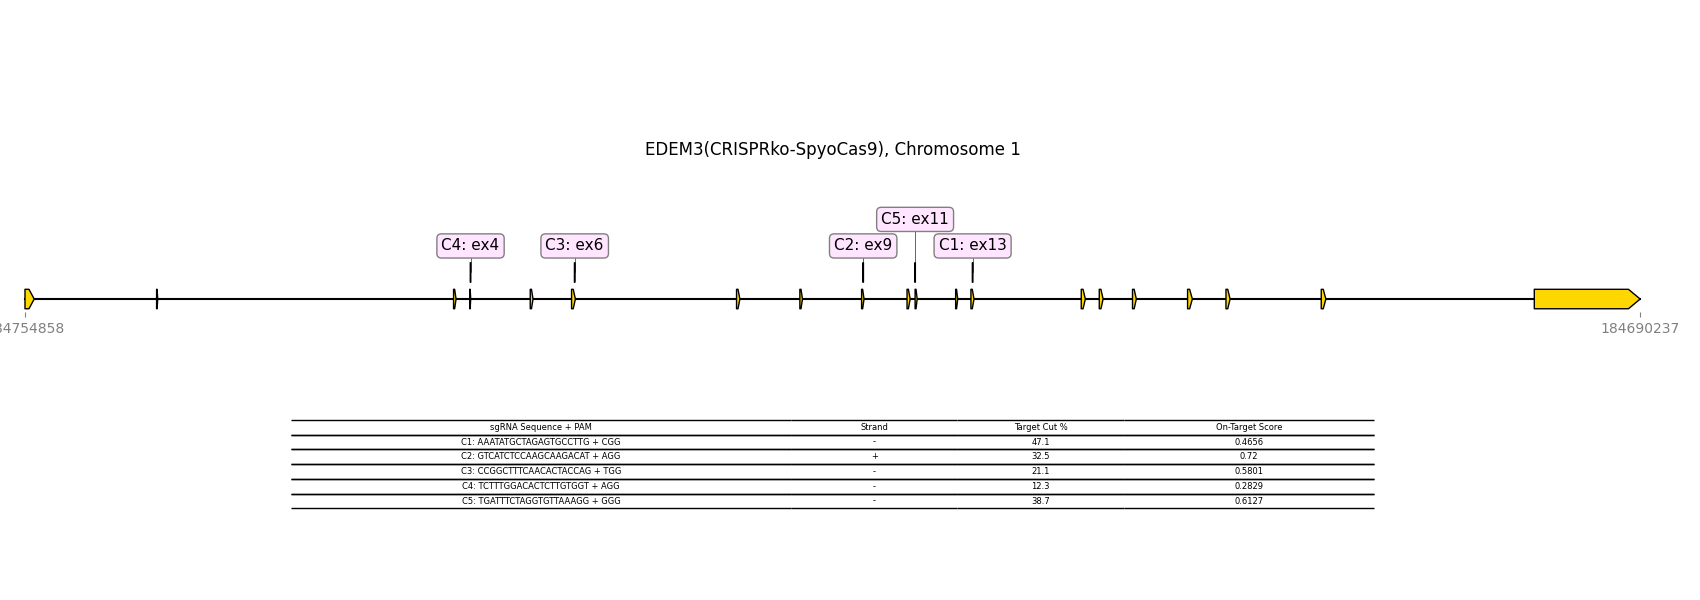 EDEM3(CRISPRko-SpyoCas9), Chromosome 1
C5: ex11
C4: ex4 C3: ex6 C2: ex9 C1: ex13
34754858 184690237
sgRNA Sequence + PAM Strand Target Cut % On-Target Score
C1: AAATATGCTAGAGTGCCTTG + CGG - 47.1 0.4656
C2: GTCATCTCCAAGCAAGACAT + AGG + 32.5 0.72
C3: CCGGCTTTCAACACTACCAG + TGG - 21.1 0.5801
C4: TCTTTGGACACTCTTGTGGT + AGG - 12.3 0.2829
C5: TGATTTCTAGGTGTTAAAGG + GGG - 38.7 0.6127